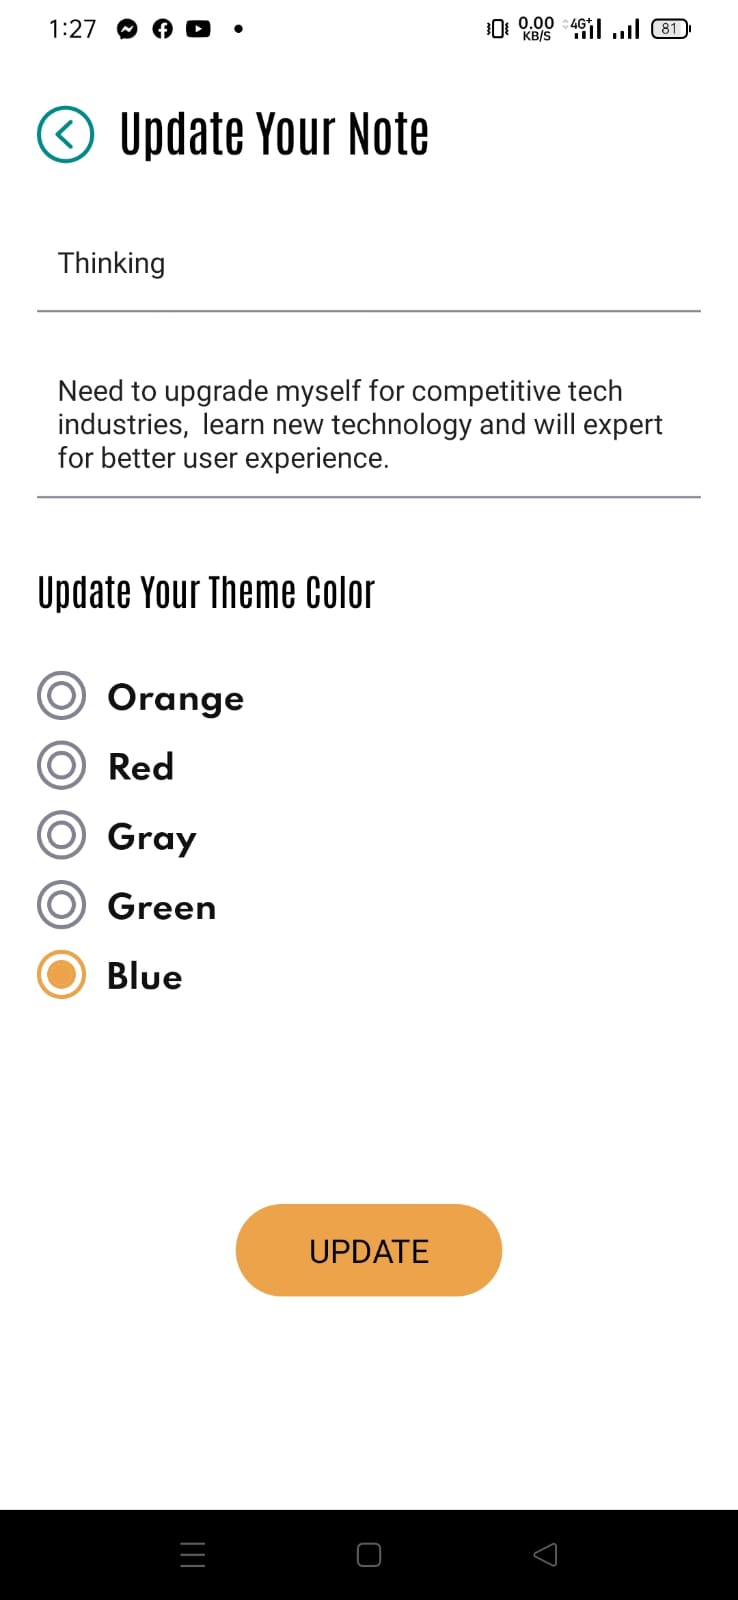 1:27 0.00 KB/S 4G+ 81
Update Your Note
Thinking
Need to upgrade myself for competitive tech
industries,  learn new technology and will expert
for better user experience.
Update Your Theme Color
Orange
Red
Gray
Green
Blue
UPDATE